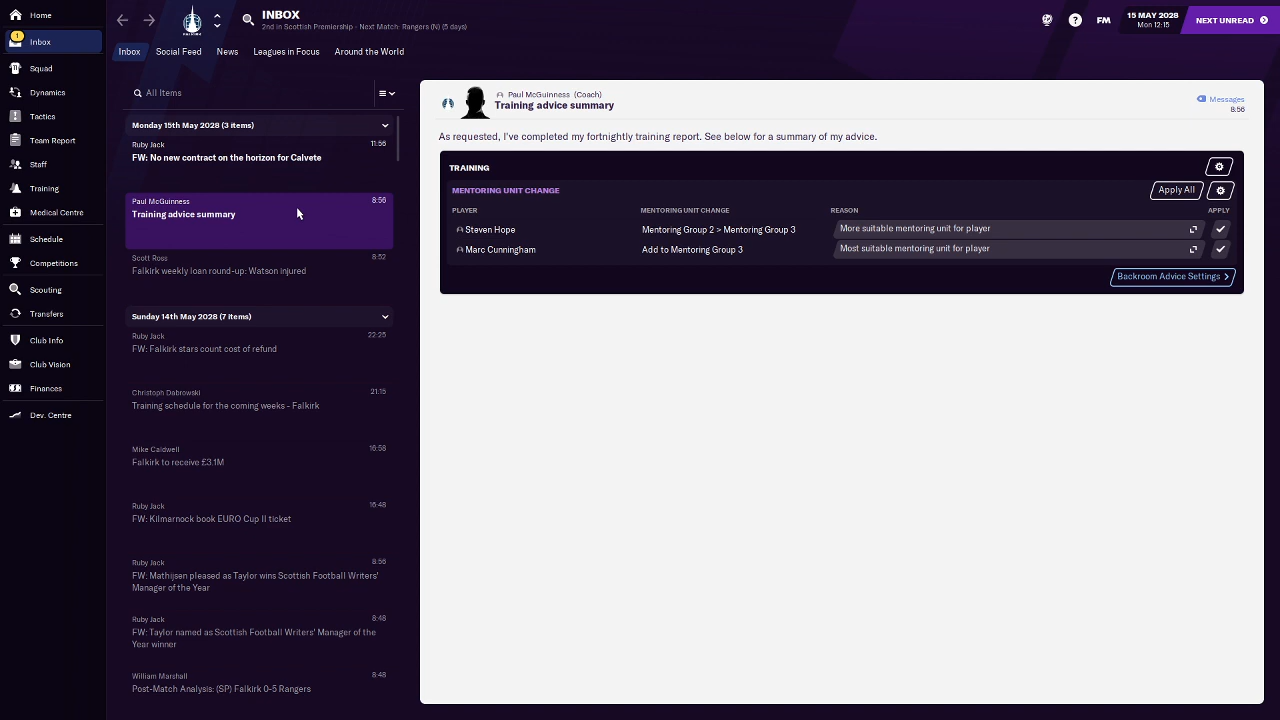 Home
Inbox
1
Squad
Dynamics
Tactics
Team Report
Staff
Training
Medical Centre
Schedule
Competitions
Scouting
Transfers
Club Info
Club Vision
Finances
Dev. Centre
FALKIRK
INBOX
2nd in Scottish Premiership - Next Match: Rangers (N) (5 days)
FM
15 MAY 2028
Mon 12:15
NEXT UNREAD
Inbox
Social Feed
News
Leagues in Focus
Around the World
All Items
Monday 15th May 2028 (3 items)
Ruby Jack 11:56
FW: No new contract on the horizon for Calvete
Paul McGuinness 8:56
Training advice summary
Scott Ross 8:52
Falkirk weekly loan round-up: Watson injured
Sunday 14th May 2028 (7 items)
Ruby Jack 22:25
FW: Falkirk stars count cost of refund
Christoph Dabrowski 21:15
Training schedule for the coming weeks - Falkirk
Mike Caldwell 16:58
Falkirk to receive £3.1M
Ruby Jack 16:48
FW: Kilmarnock book EURO Cup II ticket
Ruby Jack 8:56
FW: Mathijsen pleased as Taylor wins Scottish Football Writers'
Manager of the Year
Ruby Jack 8:48
FW: Taylor named as Scottish Football Writers' Manager of the
Year winner
William Marshall 8:48
Post-Match Analysis: (SP) Falkirk 0-5 Rangers
Paul McGuinness (Coach)
Training advice summary
Messages
8:56
As requested, I've completed my fortnightly training report. See below for a summary of my advice.
TRAINING
MENTORING UNIT CHANGE
Apply All
PLAYER MENTORING UNIT CHANGE REASON APPLY
Steven Hope Mentoring Group 2 > Mentoring Group 3 More suitable mentoring unit for player
Marc Cunningham Add to Mentoring Group 3 Most suitable mentoring unit for player
Backroom Advice Settings >